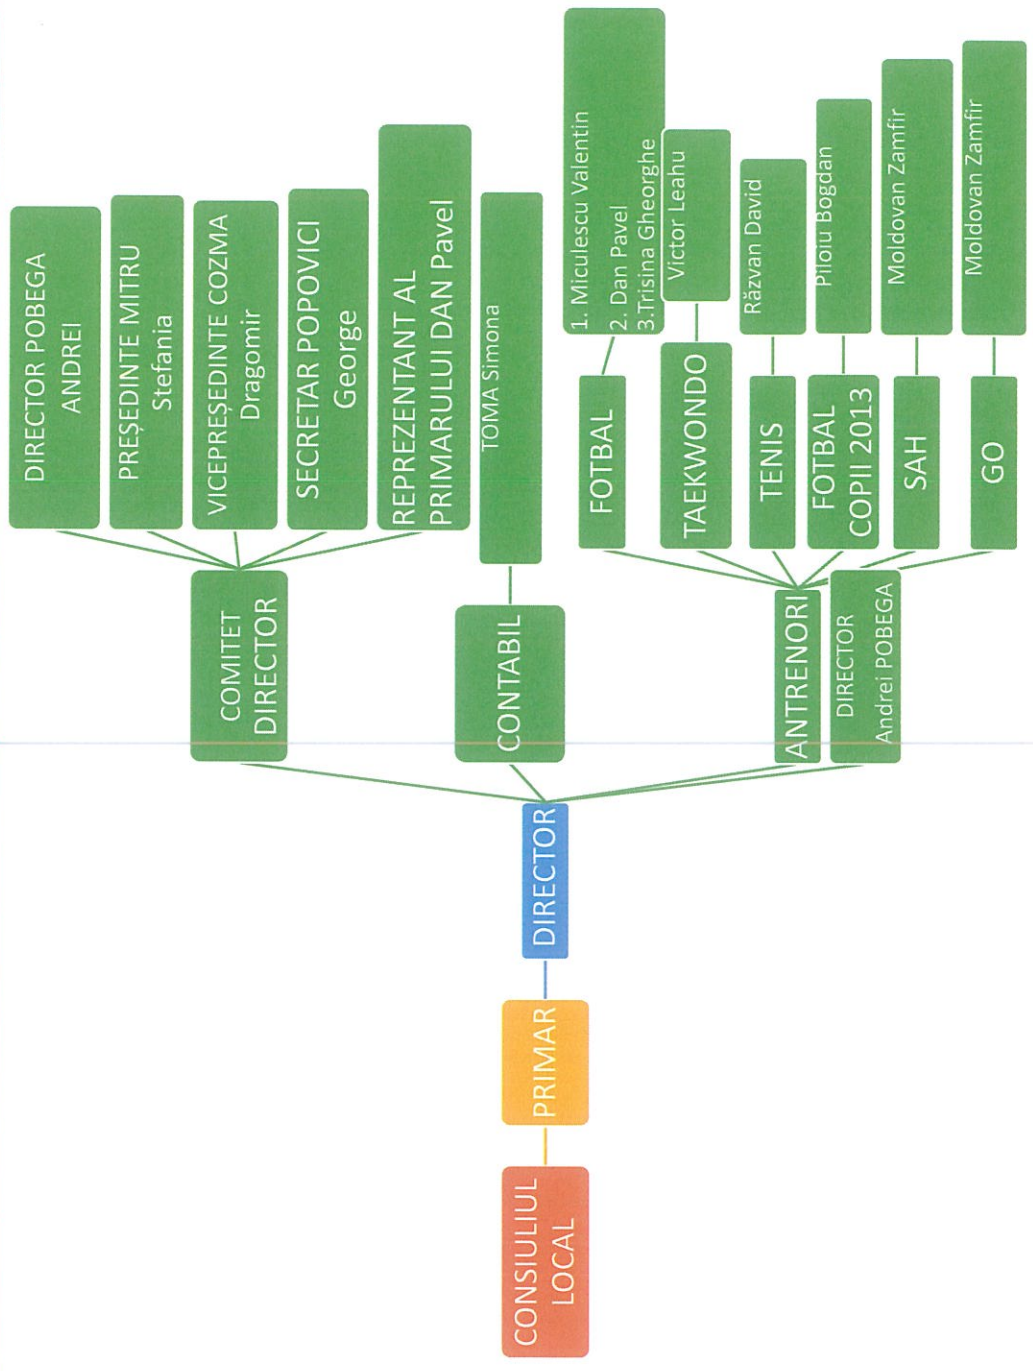 CONSIULIUL
LOCAL
PRIMAR
DIRECTOR
COMITET
DIRECTOR
DIRECTOR POBEGA
ANDREI
PREȘEDINTE MITRU
Stefania
VICEPREȘEDINTE COZMA
Dragomir
SECRETAR POPOVICI
George
REPREZENTANT AL
PRIMARULUI DAN Pavel
CONTABIL
TOMA Simona
ANTRENORI
FOTBAL
1. Miculescu Valentin
2. Dan Pavel
3.Trisina Gheorghe
TAEKWONDO
Victor Leahu
TENIS
Răzvan David
FOTBAL
COPII 2013
Piloiu Bogdan
SAH
Moldovan Zamfir
GO
Moldovan Zamfir
DIRECTOR
Andrei POBEGA